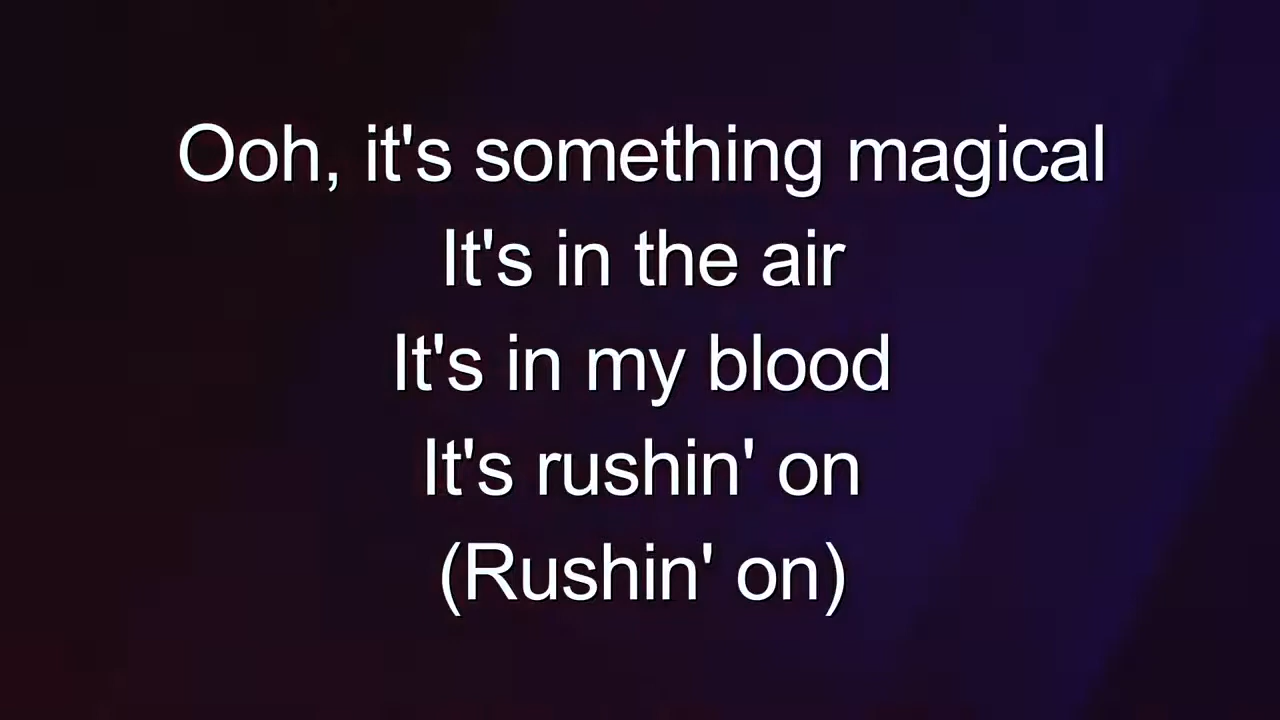 Ooh, it's something magical
It's in the air
It's in my blood
It's rushin' on
(Rushin' on)